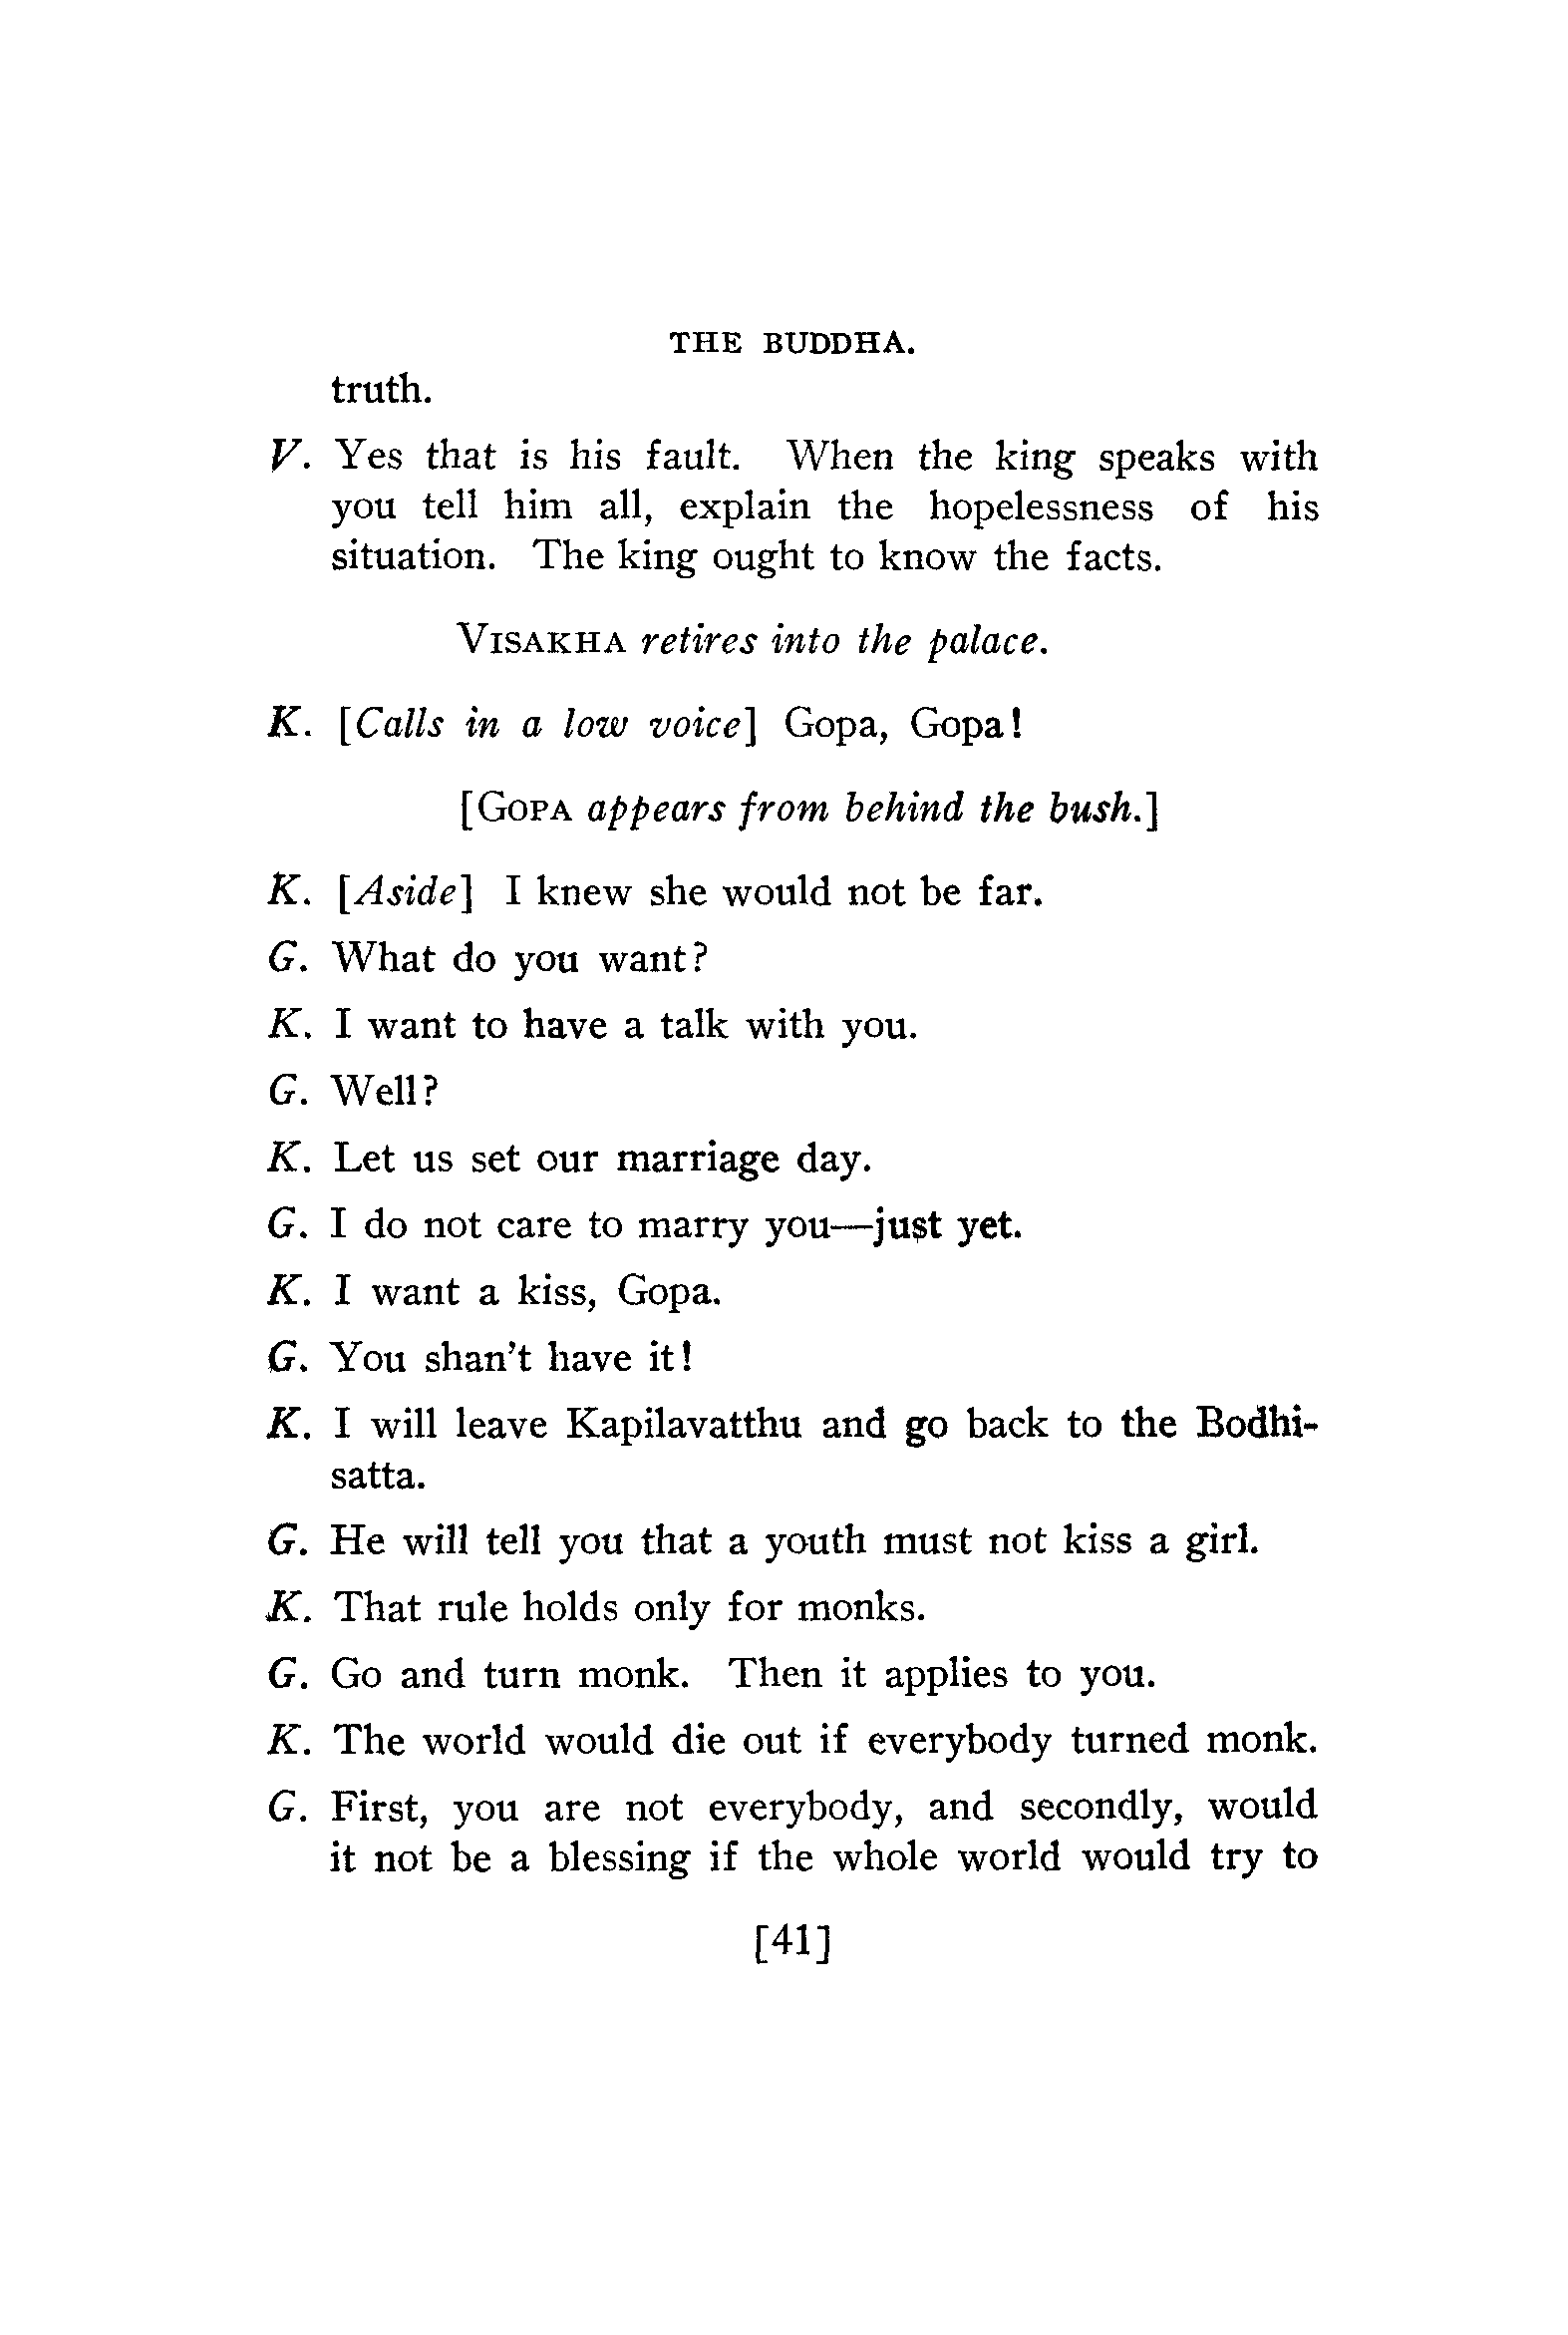 THE BUDDHA.
truth.
V. Yes that is his fault. When the king speaks with
you tell him all, explain the hopelessness of his
situation. The king ought to know the facts.
VISAKHA retires into the palace.
K. [Calls in a low voice] Gopa, Gopa!
[GOPA appears from behind the bush.]
K. [Aside] I knew she would not be far.
G. What do you want?
K. I want to have a talk with you.
G. Well?
K. Let us set our marriage day.
G. I do not care to marry you—just yet.
K. I want a kiss, Gopa.
G. You shan't have it!
K. I will leave Kapilavatthu and go back to the Bodhi-
satta.
G. He will tell you that a youth must not kiss a girl.
K. That rule holds only for monks.
G. Go and turn monk. Then it applies to you.
K. The world would die out if everybody turned monk.
G. First, you are not everybody, and secondly, would
it not be a blessing if the whole world would try to
[41]